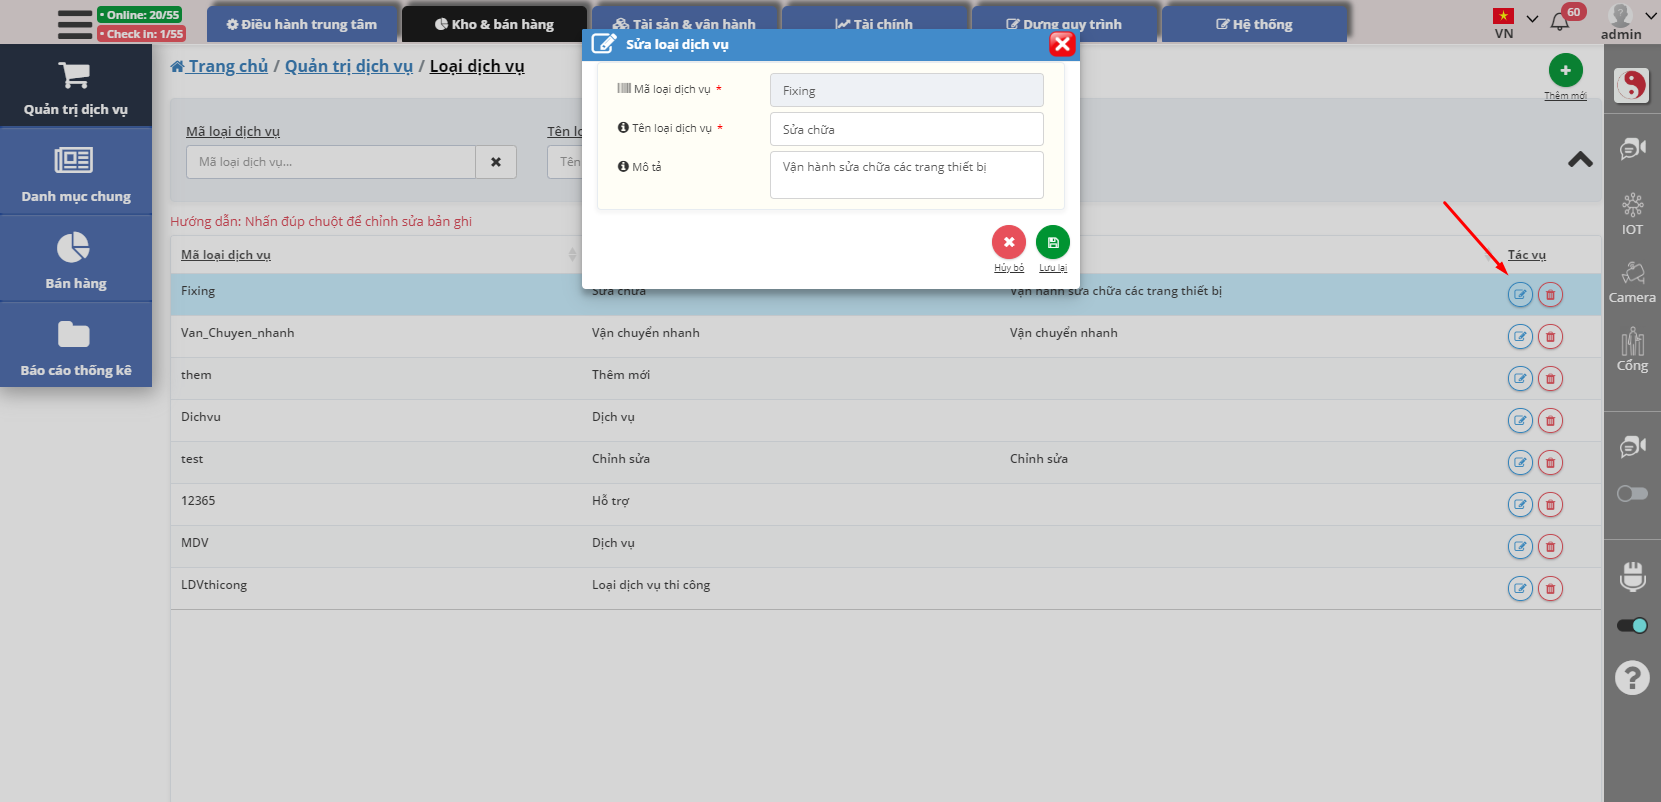 • Online: 20/55
• Check in: 1/55
Điều hành trung tâm
Kho & bán hàng
Tài sản & vận hành
Tài chính
Dựng quy trình
Hệ thống
VN
60
admin
Quản trị dịch vụ
Danh mục chung
Bán hàng
Báo cáo thống kê
Trang chủ / Quản trị dịch vụ / Loại dịch vụ
Thêm mới
Mã loại dịch vụ
Mã loại dịch vụ...
Tên lo
Tên
Sửa loại dịch vụ
Mã loại dịch vụ *
Fixing
Tên loại dịch vụ *
Sửa chữa
Mô tả
Vận hành sửa chữa các trang thiết bị
Hủy bỏ
Lưu lại
Hướng dẫn: Nhấn đúp chuột để chỉnh sửa bản ghi
Mã loại dịch vụ
Tác vụ
Fixing Sửa chữa Vận hành sửa chữa các trang thiết bị
Van_Chuyen_nhanh Vận chuyển nhanh Vận chuyển nhanh
them Thêm mới
Dichvu Dịch vụ
test Chỉnh sửa Chỉnh sửa
12365 Hỗ trợ
MDV Dịch vụ
LDVthicong Loại dịch vụ thi công
IOT
Camera
Cổng